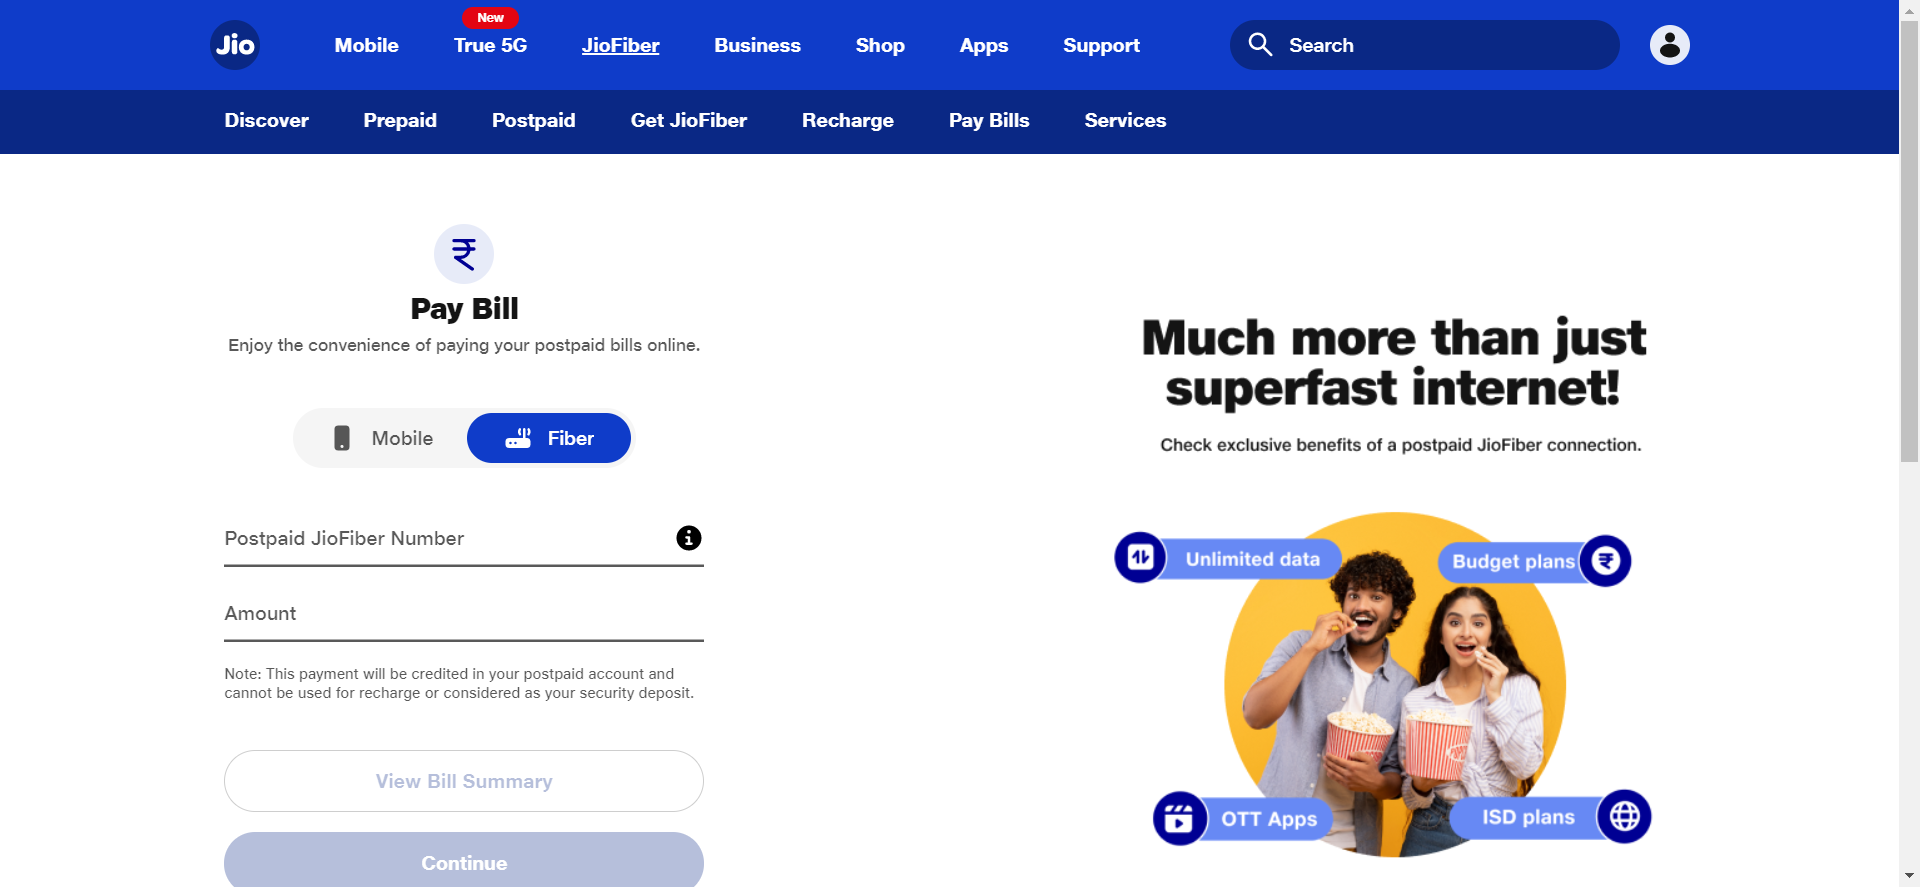 Jio
Mobile
New
True 5G
JioFiber
Business
Shop
Apps
Support
Search
Discover
Prepaid
Postpaid
Get JioFiber
Recharge
Pay Bills
Services
₹
Pay Bill
Enjoy the convenience of paying your postpaid bills online.
Mobile
Fiber
Postpaid JioFiber Number
Amount
Note: This payment will be credited in your postpaid account and
cannot be used for recharge or considered as your security deposit.
View Bill Summary
Continue
Much more than just
superfast internet!
Check exclusive benefits of a postpaid JioFiber connection.
Unlimited data
Budget plans
₹
OTT Apps
ISD plans